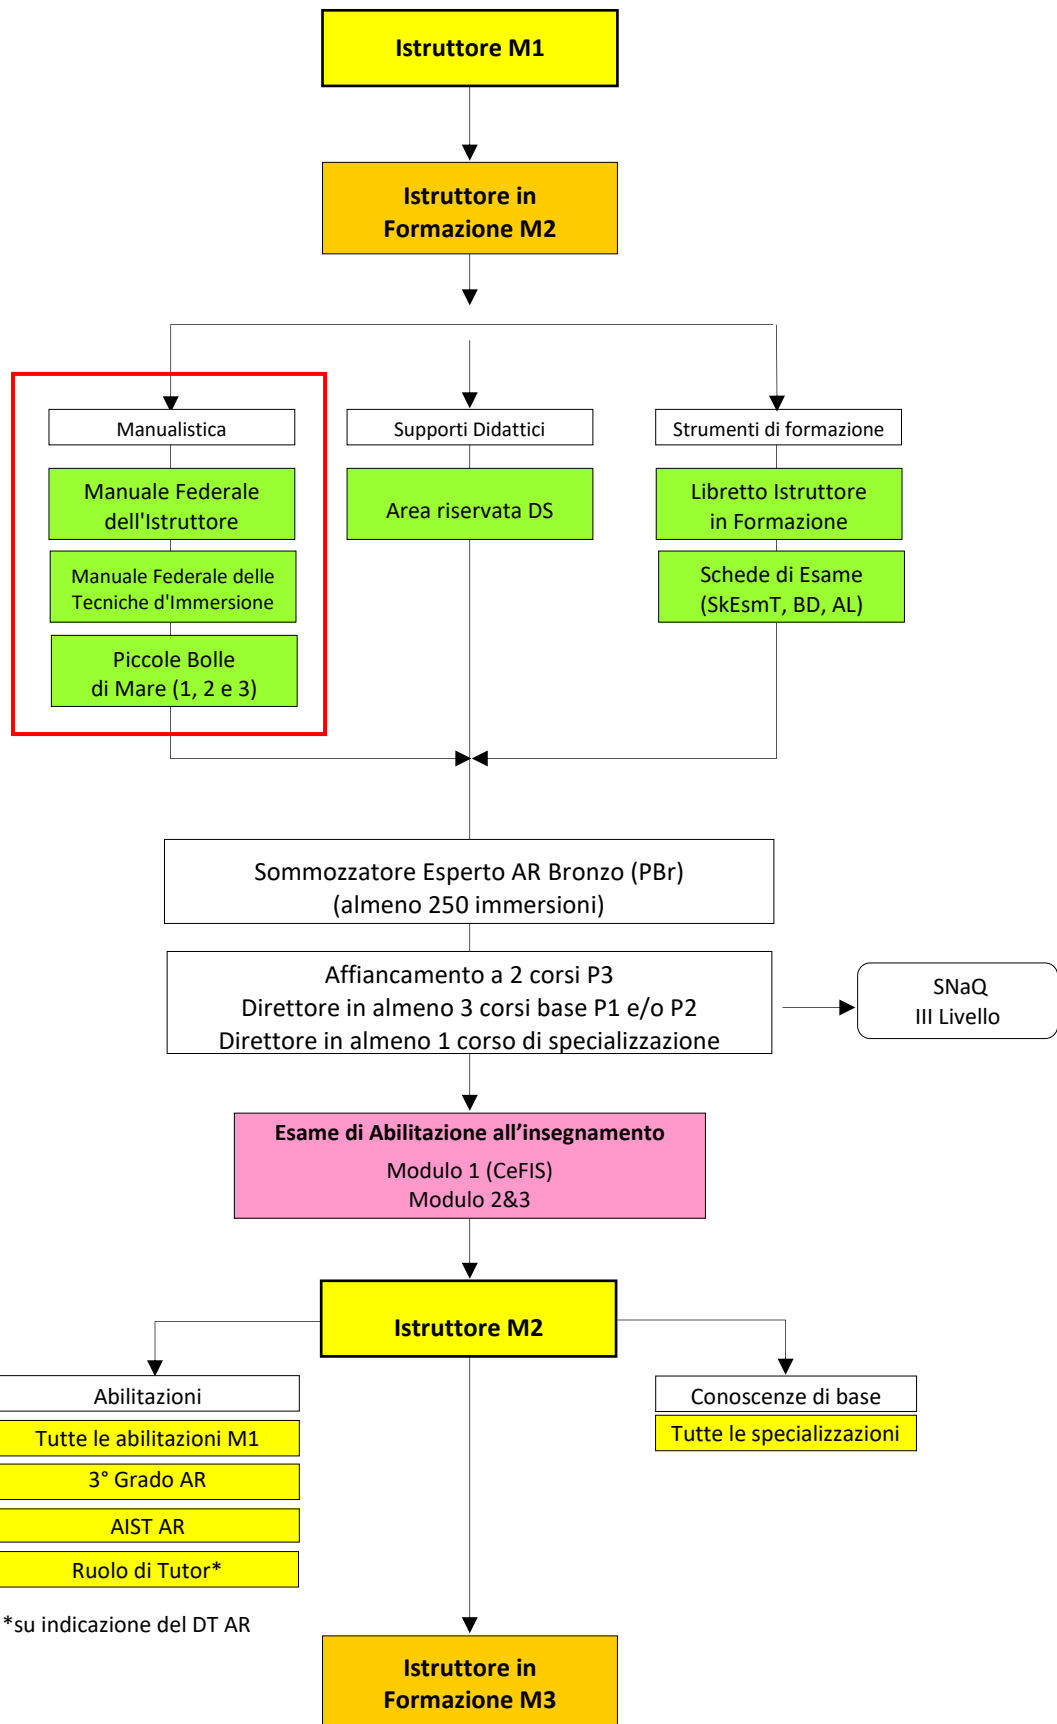 Istruttore M1
Istruttore in
Formazione M2
Manualistica
Supporti Didattici
Strumenti di formazione
Manuale Federale
dell'Istruttore
Area riservata DS
Libretto Istruttore
in Formazione
Manuale Federale delle
Tecniche d'Immersione
Schede di Esame
(SkEsmT, BD, AL)
Piccole Bolle
di Mare (1, 2 e 3)
Sommozzatore Esperto AR Bronzo (PBr)
(almeno 250 immersioni)
Affiancamento a 2 corsi P3
Direttore in almeno 3 corsi base P1 e/o P2
Direttore in almeno 1 corso di specializzazione
SNaQ
III Livello
Esame di Abilitazione all’insegnamento
Modulo 1 (CeFIS)
Modulo 2&3
Istruttore M2
Abilitazioni
Conoscenze di base
Tutte le abilitazioni M1
Tutte le specializzazioni
3° Grado AR
AIST AR
Ruolo di Tutor*
*su indicazione del DT AR
Istruttore in
Formazione M3